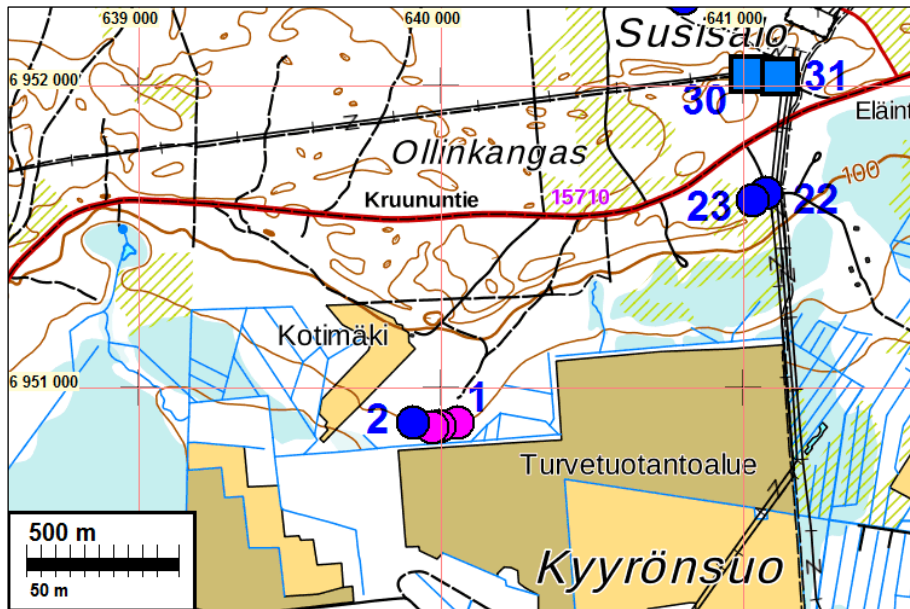 639 000
640 000
641 000
Susisalo
6 952 000
30
31
Eläint
Ollinkangas
100
Kruununtie
15710
23
22
Kotimäki
6 951 000
2
1
Turvetuotantoalue
500 m
50 m
Kyyrönsuo